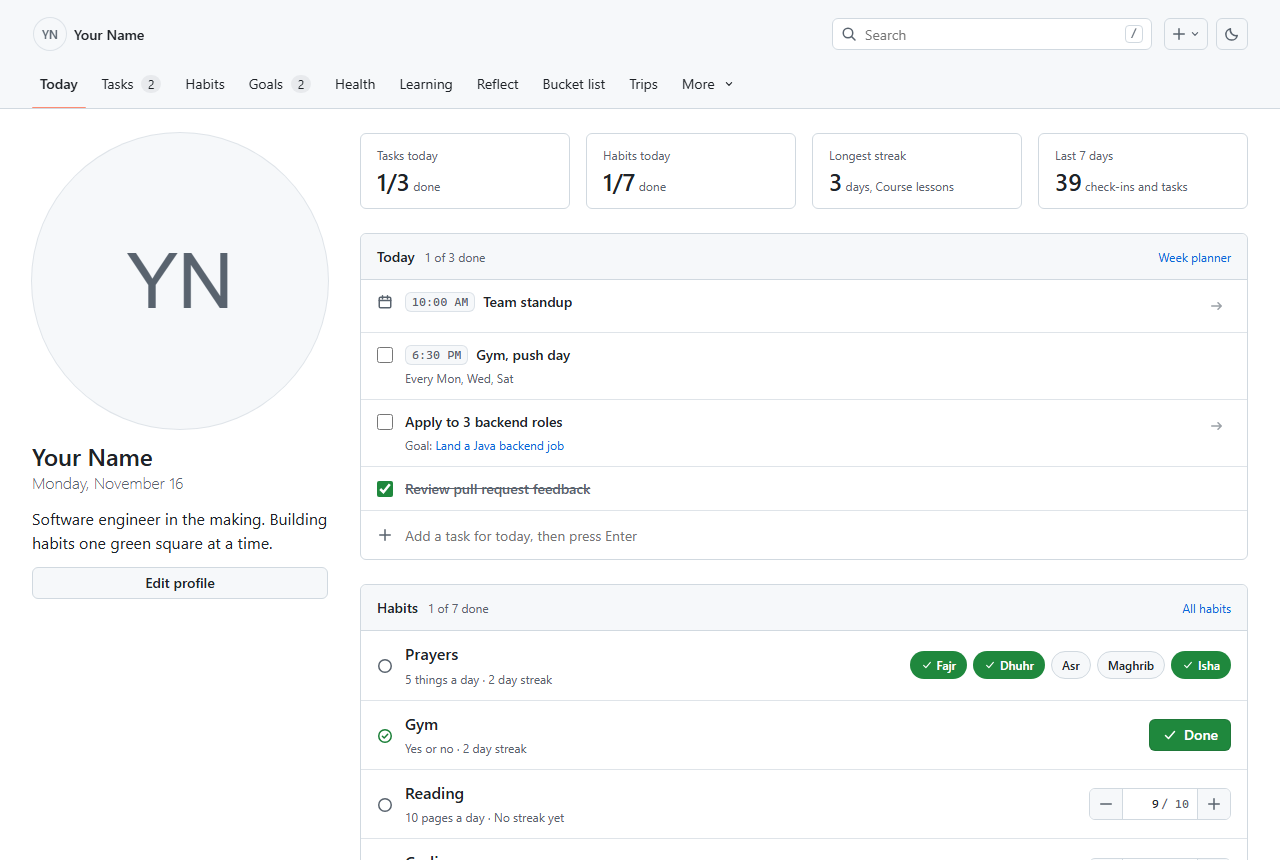 YN Your Name
Search /
Today Tasks 2 Habits Goals 2 Health Learning Reflect Bucket list Trips More
YN
Your Name
Monday, November 16
Software engineer in the making. Building
habits one green square at a time.
Edit profile
Tasks today
1/3 done
Habits today
1/7 done
Longest streak
3 days, Course lessons
Last 7 days
39 check-ins and tasks
Today 1 of 3 done Week planner
10:00 AM Team standup
6:30 PM Gym, push day
Every Mon, Wed, Sat
Apply to 3 backend roles
Goal: Land a Java backend job
Review pull request feedback
Add a task for today, then press Enter
Habits 1 of 7 done All habits
Prayers
5 things a day · 2 day streak
Fajr Dhuhr Asr Maghrib Isha
Gym
Yes or no · 2 day streak
Done
Reading
10 pages a day · No streak yet
9 / 10